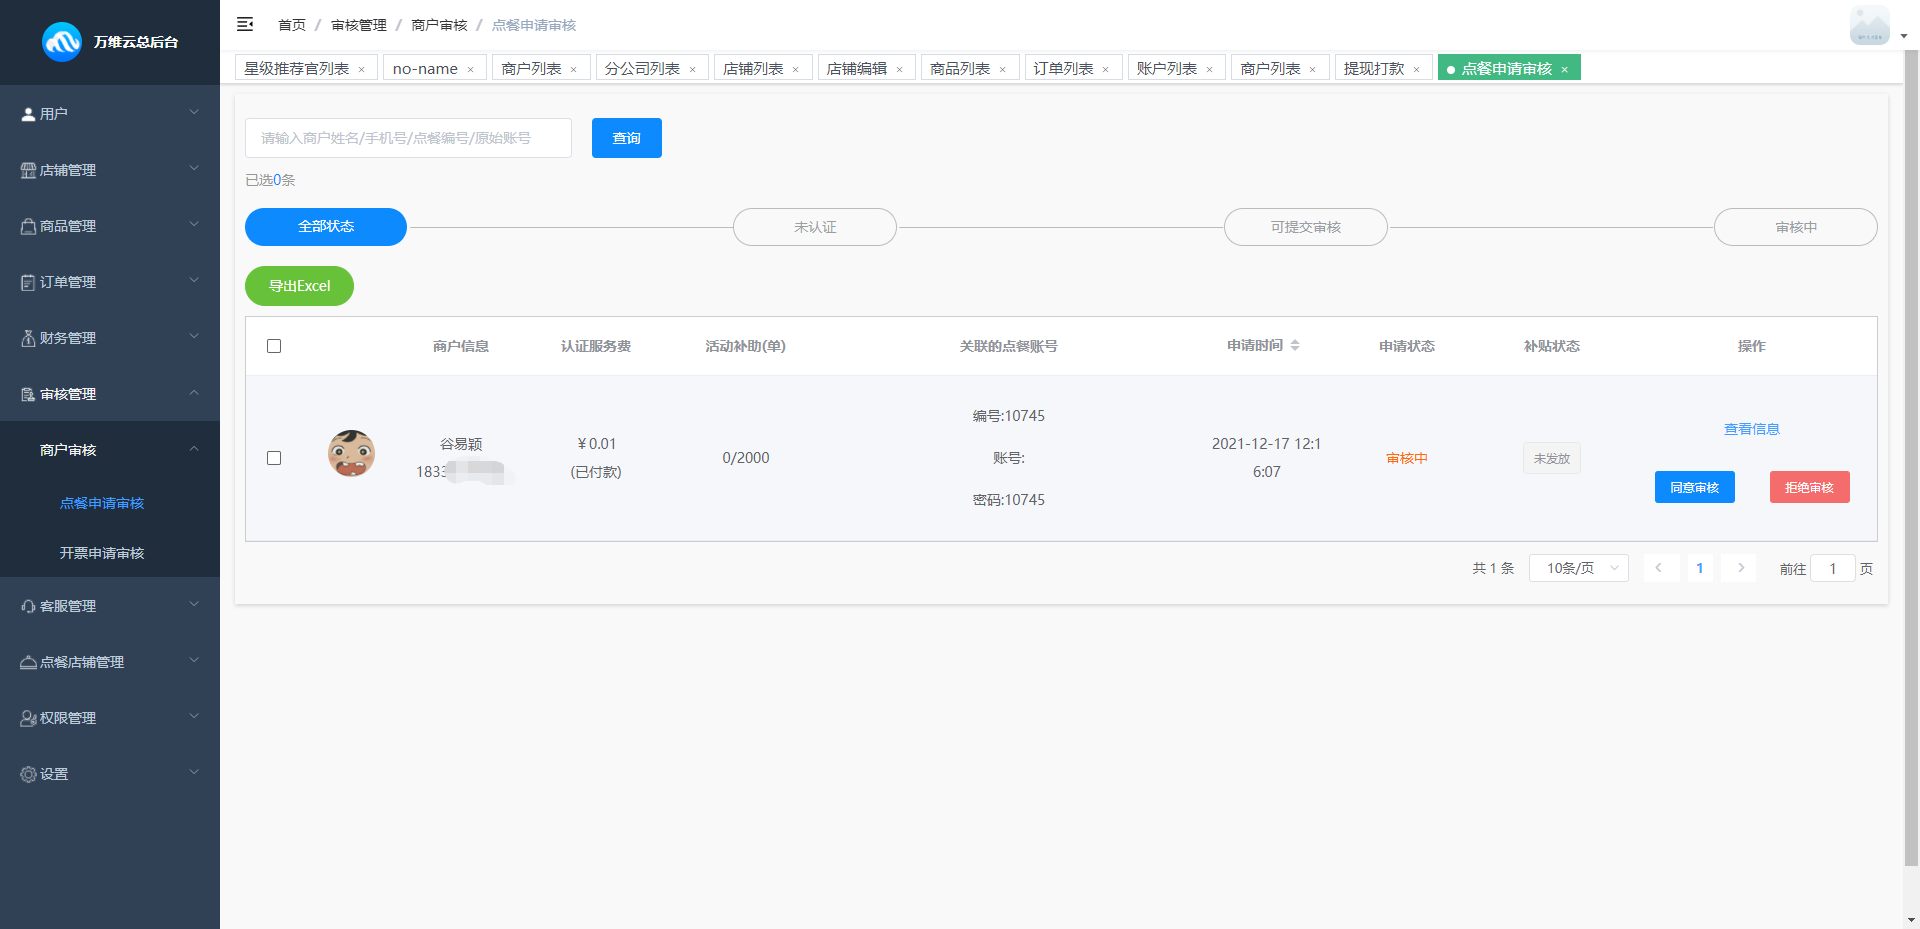 万维云总后台
首页 / 审核管理 / 商户审核 / 点餐申请审核
星级推荐官列表 × no-name × 商户列表 × 分公司列表 × 店铺列表 × 店铺编辑 × 商品列表 × 订单列表 × 账户列表 × 商户列表 × 提现打款 × 点餐申请审核 ×
用户
店铺管理
商品管理
订单管理
财务管理
审核管理
商户审核
点餐申请审核
开票申请审核
客服管理
点餐店铺管理
权限管理
设置
请输入商户姓名/手机号/点餐编号/原始账号 查询
已选0条
全部状态 未认证 可提交审核 审核中
导出Excel
商户信息 认证服务费 活动补助(单) 关联的点餐账号 申请时间 申请状态 补贴状态 操作
谷易颖
1833
¥0.01
(已付款)
0/2000
编号:10745
账号:
密码:10745
2021-12-17 12:1
6:07
审核中
未发放
查看信息
同意审核 拒绝审核
共 1 条 10条/页 1 前往 1 页